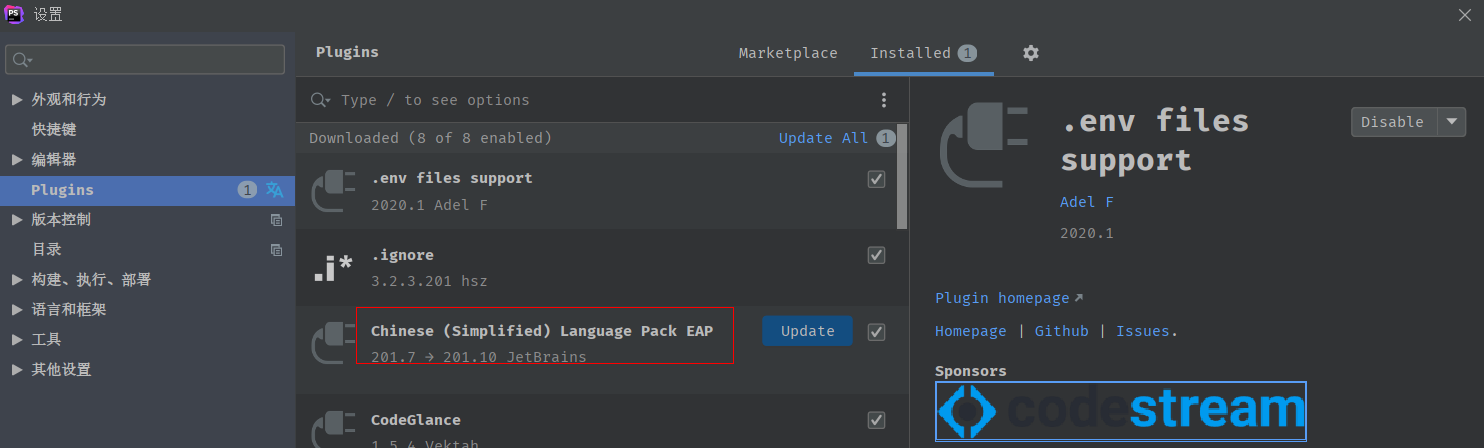 PS 设置
Plugins
Marketplace
Installed 1
外观和行为
快捷键
编辑器
Plugins 1
版本控制
目录
构建、执行、部署
语言和框架
工具
其他设置
Type / to see options
Downloaded (8 of 8 enabled) Update All 1
.env files support
2020.1 Adel F
.i* .ignore
3.2.3.201 hsz
Chinese (Simplified) Language Pack EAP
201.7 → 201.10 JetBrains
Update
CodeGlance
1.5.4 Vektah
.env files
support
Disable
Adel F
2020.1
Plugin homepage↗
Homepage | Github | Issues.
Sponsors
codestream